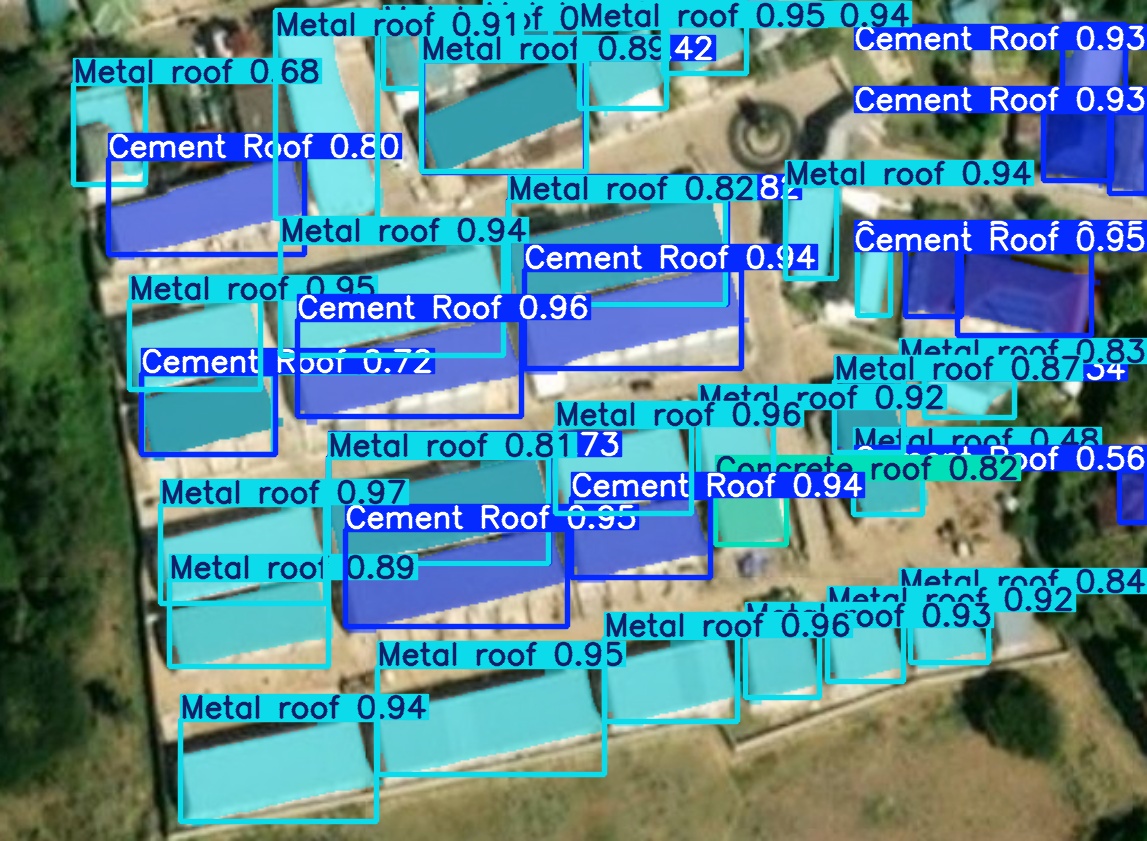 Metal roof 0.91
Metal roof 0.95 0.94
Cement Roof 0.93
Metal roof 0.89 42
Metal roof 0.68
Cement Roof 0.93
Cement Roof 0.80
Metal roof 0.94
Metal roof 0.82 82
Metal roof 0.94
Cement Roof 0.95
Cement Roof 0.94
Metal roof 0.95
Cement Roof 0.96
Metal roof 0.83
Cement Roof 0.72
Metal roof 0.87 34
Metal roof 0.92
Metal roof 0.96
Metal roof 0.48
Metal roof 0.81 73
Roof 0.56
Concrete roof 0.82
Cement Roof 0.94
Metal roof 0.97
Cement Roof 0.95
Metal roof 0.89
Metal roof 0.84
Metal roof 0.92
roof 0.93
Metal roof 0.96
Metal roof 0.95
Metal roof 0.94